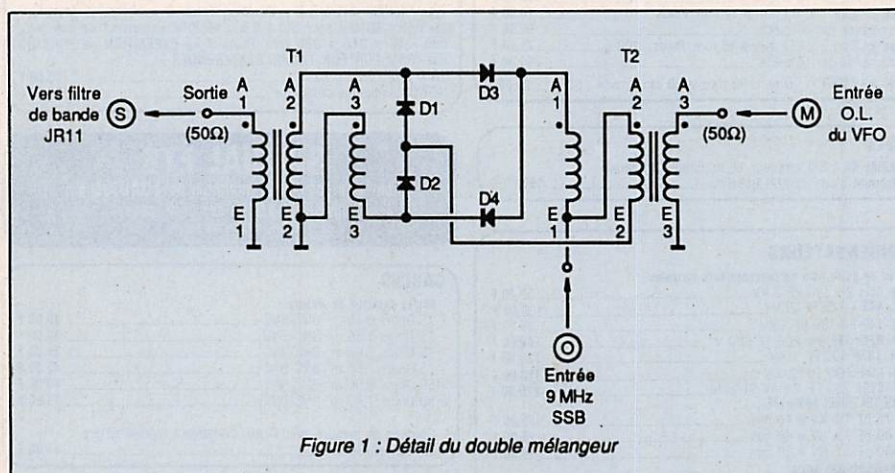 T1
T2
Vers filtre
de bande
JR11
S
Sortie
(50Ω)
A
1
A
2
A
3
D1
D2
D3
D4
E
1
E
2
E
3
A
1
A
2
A
3
E
1
E
2
E
3
(50Ω)
M
Entrée
O.L.
du VFO
O
Entrée
9 MHz
SSB
Figure 1 : Détail du double mélangeur